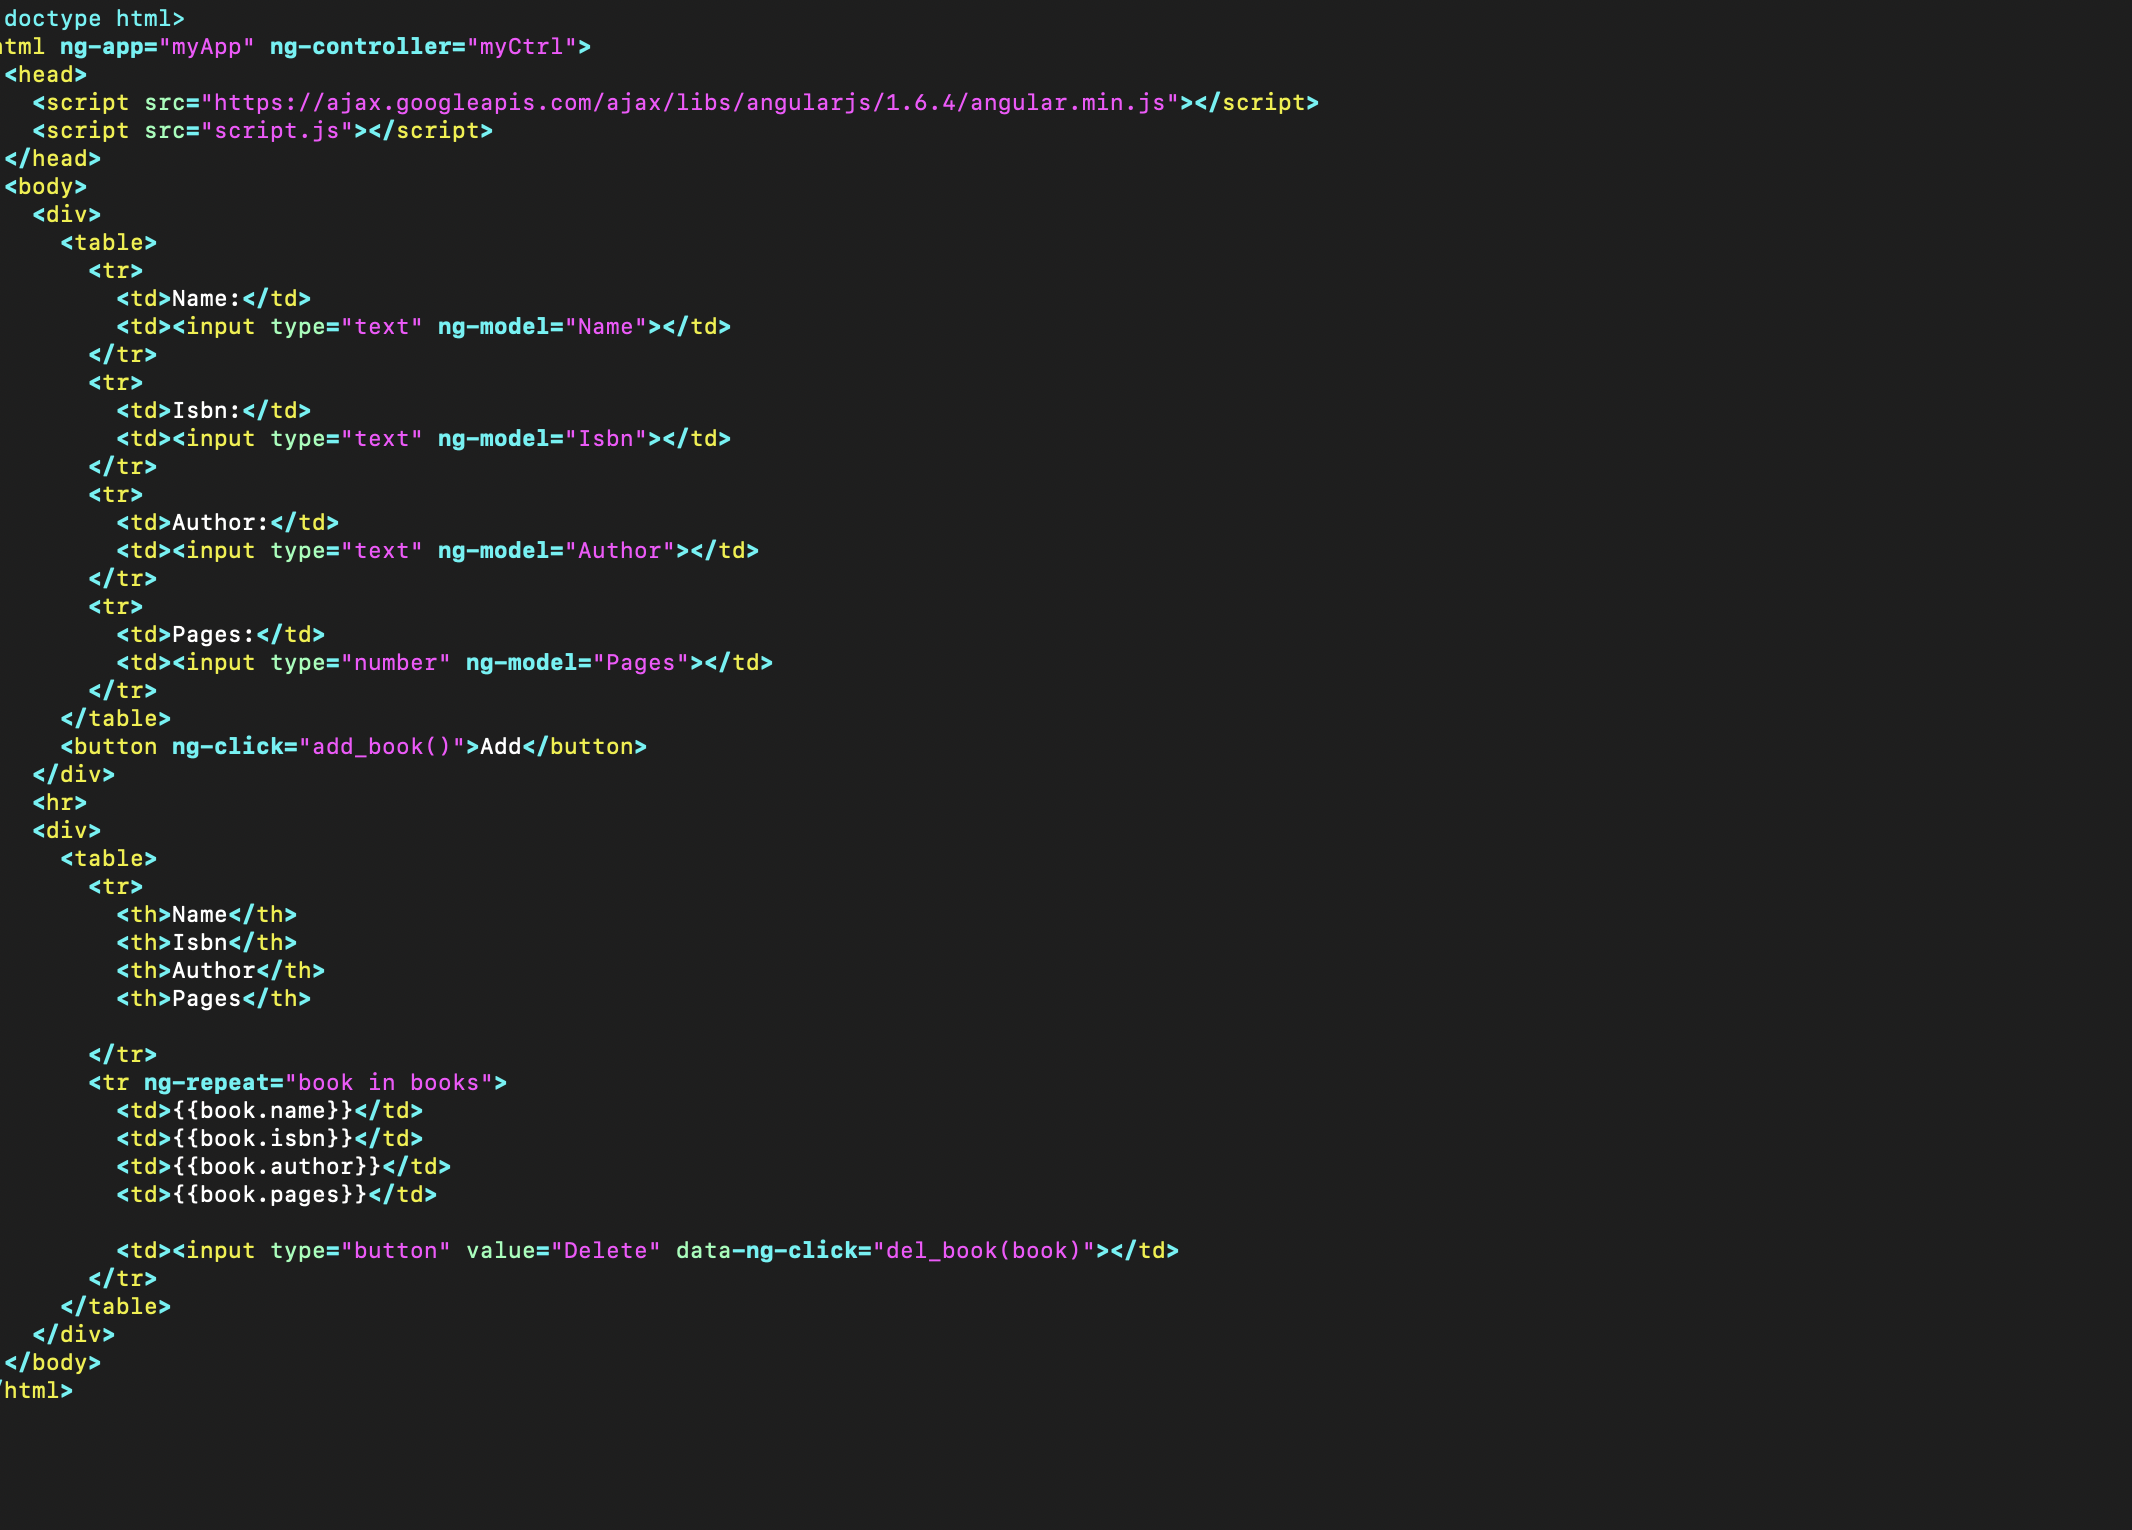 doctype html>
html ng-app="myApp" ng-controller="myCtrl">
<head>
<script src="https://ajax.googleapis.com/ajax/libs/angularjs/1.6.4/angular.min.js"></script>
<script src="script.js"></script>
</head>
<body>
<div>
<table>
<tr>
<td>Name:</td>
<td><input type="text" ng-model="Name"></td>
</tr>
<tr>
<td>Isbn:</td>
<td><input type="text" ng-model="Isbn"></td>
</tr>
<tr>
<td>Author:</td>
<td><input type="text" ng-model="Author"></td>
</tr>
<tr>
<td>Pages:</td>
<td><input type="number" ng-model="Pages"></td>
</tr>
</table>
<button ng-click="add_book()">Add</button>
</div>
<hr>
<div>
<table>
<tr>
<th>Name</th>
<th>Isbn</th>
<th>Author</th>
<th>Pages</th>
</tr>
<tr ng-repeat="book in books">
<td>{{book.name}}</td>
<td>{{book.isbn}}</td>
<td>{{book.author}}</td>
<td>{{book.pages}}</td>
<td><input type="button" value="Delete" data-ng-click="del_book(book)"></td>
</tr>
</table>
</div>
</body>
/html>